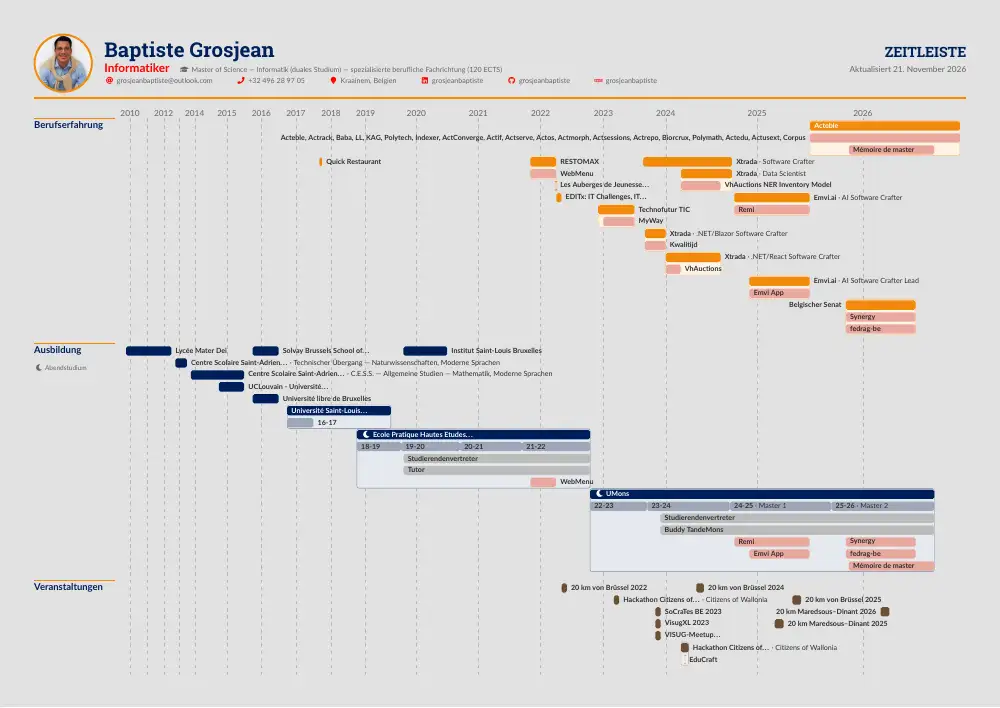 Baptiste Grosjean
ZEITLEISTE
Informatiker Master of Science — Informatik (duales Studium) — spezialisierte berufliche Fachrichtung (120 ECTS)
Aktualisiert 21. November 2026
grosjeanbaptiste@outlook.com +32 496 28 97 05 Kraainem, Belgien grosjeanbaptiste grosjeanbaptiste grosjeanbaptiste
2010 2012 2014 2015 2016 2017 2018 2019 2020 2021 2022 2023 2024 2025 2026
Berufserfahrung
Acteble
Acteble, Actrack, Baba, LL, KAG, Polytech, Indexer, ActConverge, Actif, Actserve, Actos, Actmorph, Actsessions, Actrepo, Biorcrux, Polymath, Actedu, Actusext, Corpus
Mémoire de master
Quick Restaurant
RESTOMAX
Xtrada · Software Crafter
WebMenu
Xtrada · Data Scientist
Les Auberges de Jeunesse...
VhAuctions NER Inventory Model
EDITx: IT Challenges, IT...
Emvi.ai · AI Software Crafter
Technofutur TIC
Remi
MyWay
Xtrada · .NET/Blazor Software Crafter
Kwalitijd
Xtrada · .NET/React Software Crafter
VhAuctions
Emvi.ai · AI Software Crafter Lead
Emvi App
Belgischer Senat
Synergy
fedrag-be
Ausbildung
Lycée Mater Dei
Solvay Brussels School of...
Institut Saint-Louis Bruxelles
Centre Scolaire Saint-Adrien... · Technischer Übergang — Naturwissenschaften, Moderne Sprachen
Abendstudium
Centre Scolaire Saint-Adrien... · C.E.S.S. — Allgemeine Studien — Mathematik, Moderne Sprachen
UCLouvain - Université...
Université libre de Bruxelles
Université Saint-Louis...
16-17
Ecole Pratique Hautes Etudes...
18-19 19-20 20-21 21-22
Studierendenvertreter
Tutor
WebMenu
UMons
22-23 23-24 24-25 · Master 1 25-26 · Master 2
Studierendenvertreter
Buddy TandeMons
Remi
Synergy
Emvi App
fedrag-be
Mémoire de master
Veranstaltungen
20 km von Brüssel 2022
20 km von Brüssel 2024
Hackathon Citizens of... · Citizens of Wallonia
20 km von Brüssel 2025
SoCraTes BE 2023
20 km Maredsous–Dinant 2026
VisugXL 2023
20 km Maredsous–Dinant 2025
VISUG-Meetup...
Hackathon Citizens of... · Citizens of Wallonia
EduCraft